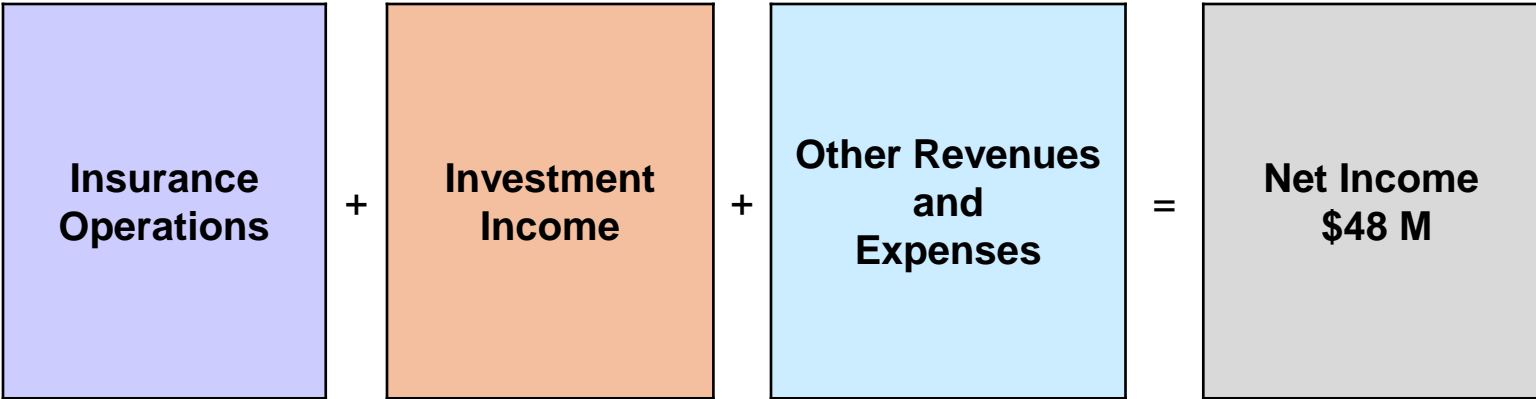 Insurance
Operations
+
Investment
Income
+
Other Revenues
and
Expenses
=
Net Income
$48 M